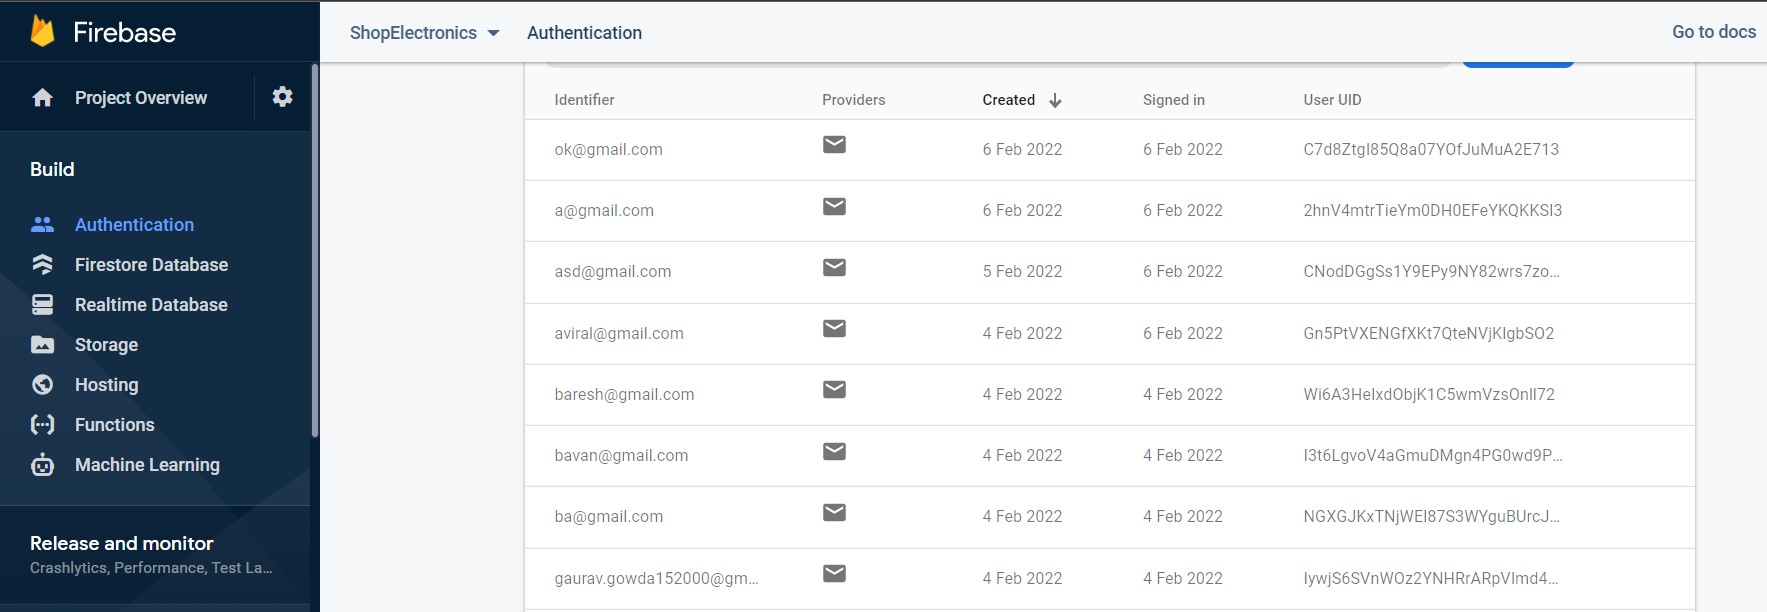 Firebase
ShopElectronics
Authentication
Go to docs
Project Overview
Build
Authentication
Firestore Database
Realtime Database
Storage
Hosting
Functions
Machine Learning
Release and monitor
Crashlytics, Performance, Test La...
Identifier Providers Created Signed in User UID
ok@gmail.com 6 Feb 2022 6 Feb 2022 C7d8ZtgI85Q8a07YOfJuMuA2E713
a@gmail.com 6 Feb 2022 6 Feb 2022 2hnV4mtrTieYm0DH0EFeYKQKKSI3
asd@gmail.com 5 Feb 2022 6 Feb 2022 CNodDGgSs1Y9EPy9NY82wrs7zo...
aviral@gmail.com 4 Feb 2022 6 Feb 2022 Gn5PtVXENGfXKt7QteNVjKIgbSO2
baresh@gmail.com 4 Feb 2022 4 Feb 2022 Wi6A3HeIxdObjK1C5wmVzsOnII72
bavan@gmail.com 4 Feb 2022 4 Feb 2022 I3t6LgvoV4aGmuDMgn4PG0wd9P...
ba@gmail.com 4 Feb 2022 4 Feb 2022 NGXGJKxTNjWEI87S3WYguBUrcJ...
gaurav.gowda152000@gm... 4 Feb 2022 4 Feb 2022 IywjS6SVnWOz2YNHRrARpVImd4...